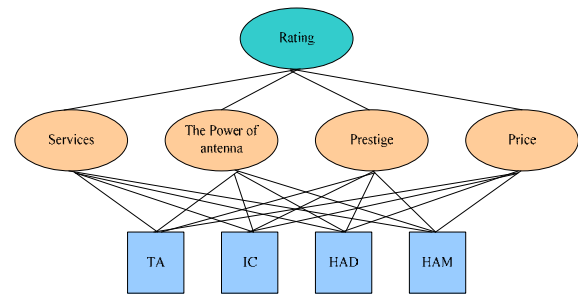 Rating
Services
The Power of
antenna
Prestige
Price
TA
IC
HAD
HAM